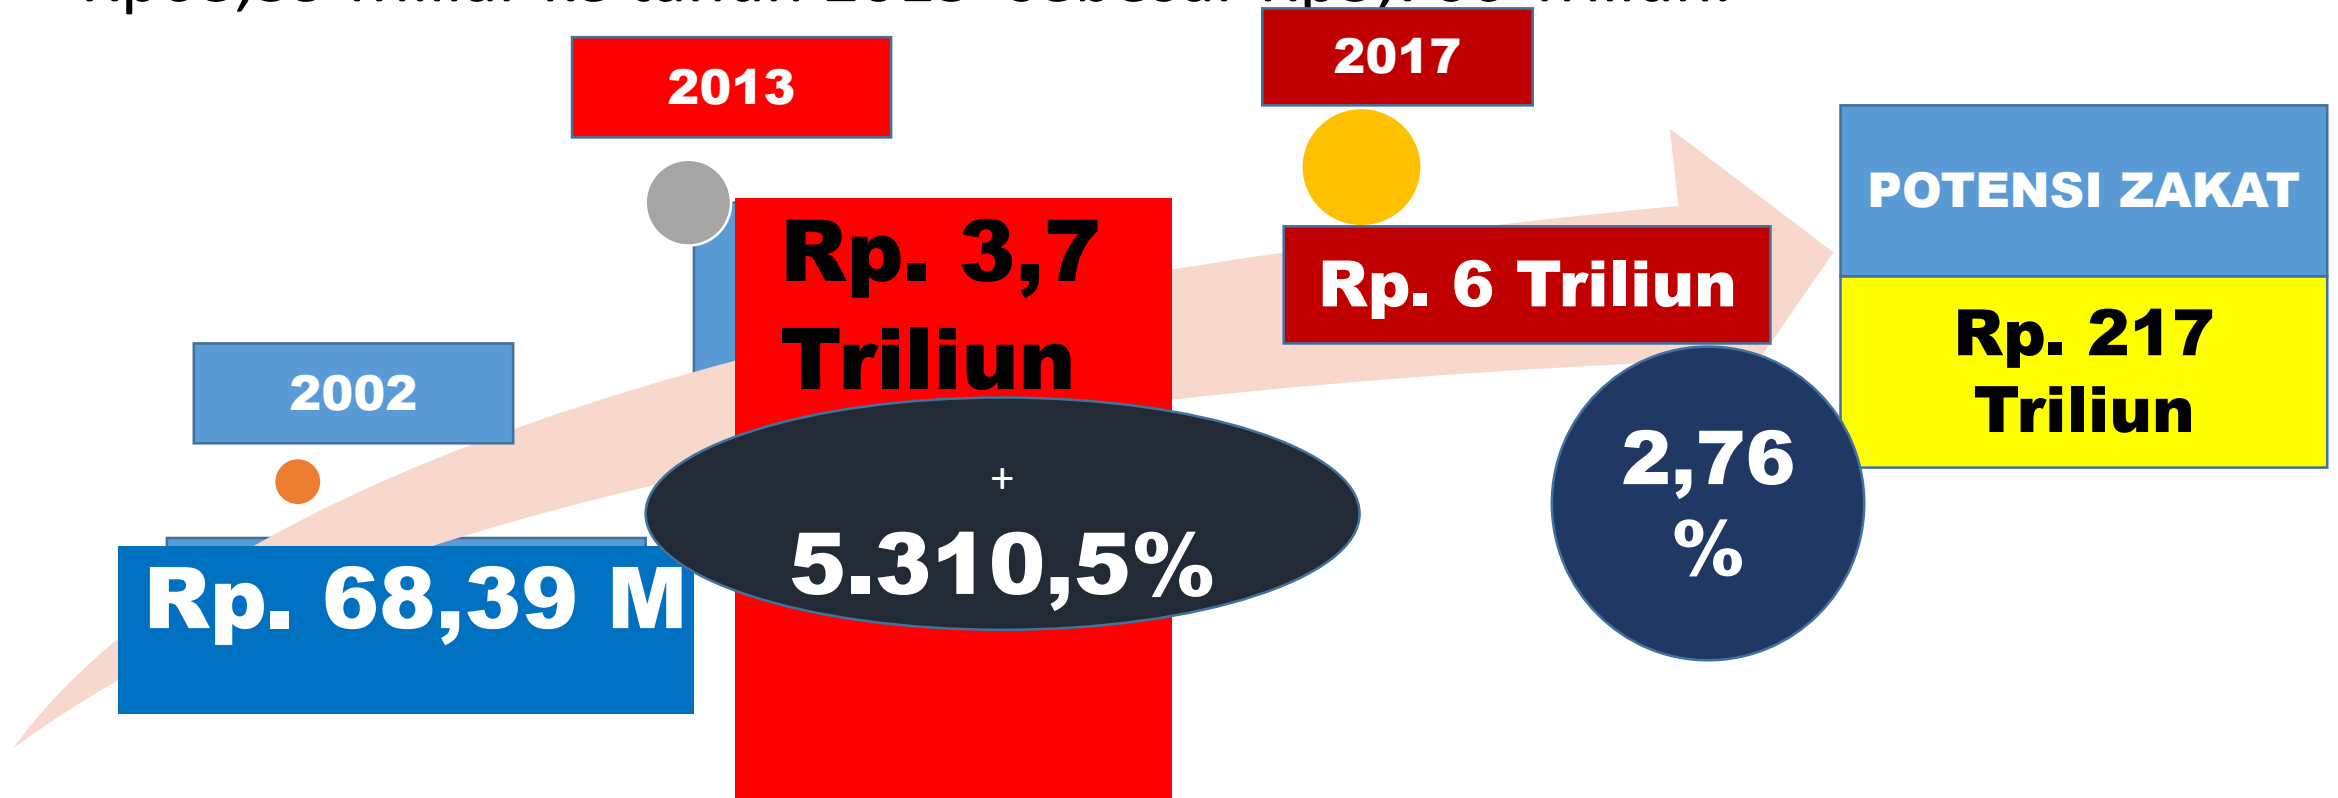 2017
2013
POTENSI ZAKAT
Rp. 3,7
Triliun
Rp. 6 Triliun
Rp. 217
Triliun
2002
2,76
%
+
5.310,5%
Rp. 68,39 M